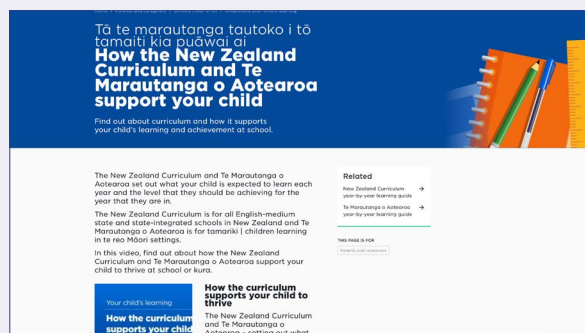 Tā te marautanga tautoko i tō
tamaiti kia puāwai ai
How the New Zealand
Curriculum and Te
Marautanga o Aotearoa
support your child
Find out about curriculum and how it supports
your child's learning and achievement at school.
The New Zealand Curriculum and Te Marautanga o
Aotearoa set out what your child is expected to learn each
year and the level that they should be achieving for the
year that they are in.
The New Zealand Curriculum is for all English-medium
state and state-integrated schools in New Zealand and Te
Marautanga o Aotearoa is for tamariki | children learning
in te reo Māori settings.
In this video, find out about how the New Zealand
Curriculum and Te Marautanga o Aotearoa support your
child to thrive at school or kura.
Your child's learning
How the curriculum
supports your child
How the curriculum
supports your child to
thrive
The New Zealand Curriculum
and Te Marautanga o
Aotearoa – setting out what
Related
New Zealand Curriculum
year-by-year learning guide
Te Marautanga o Aotearoa
year-by-year learning guide
THIS PAGE IS FOR
Parents and caregivers